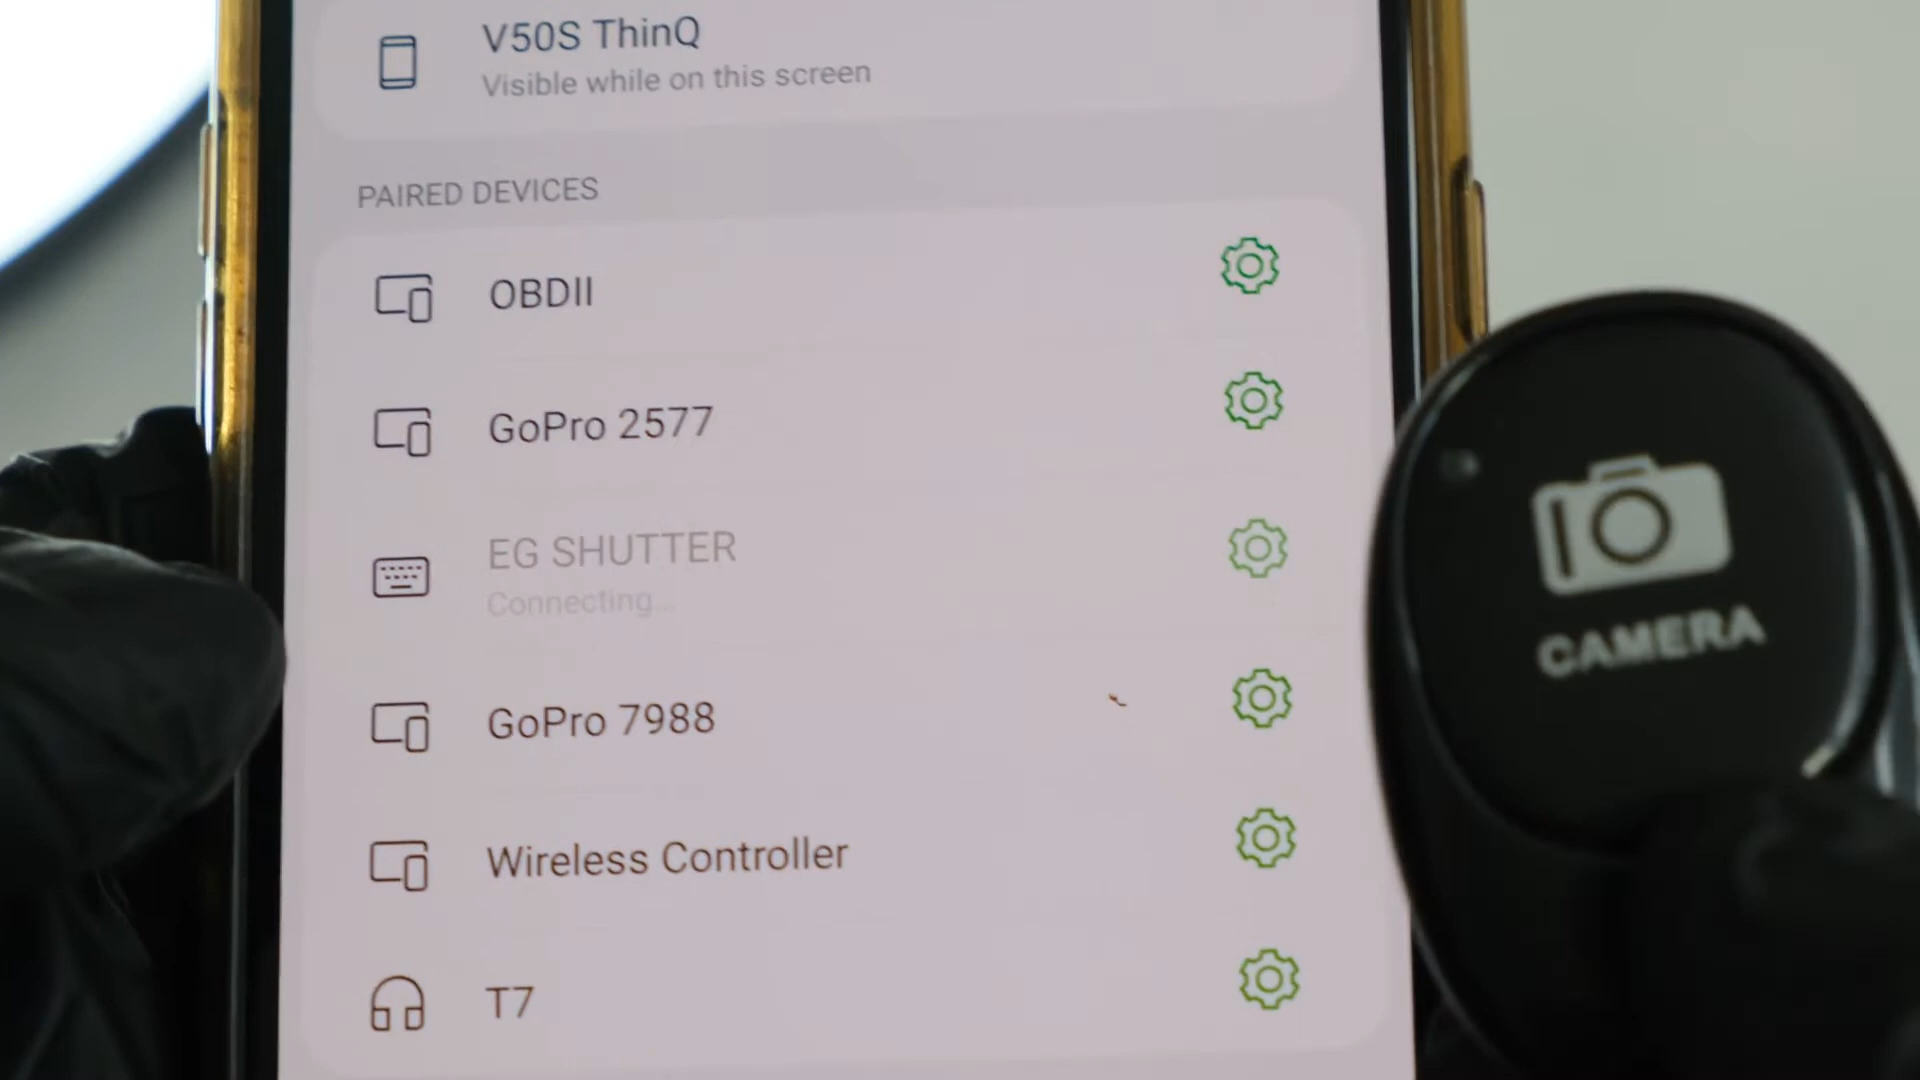 V50S ThinQ
Visible while on this screen
PAIRED DEVICES
OBDII
GoPro 2577
EG SHUTTER
Connecting...
GoPro 7988
Wireless Controller
T7
CAMERA